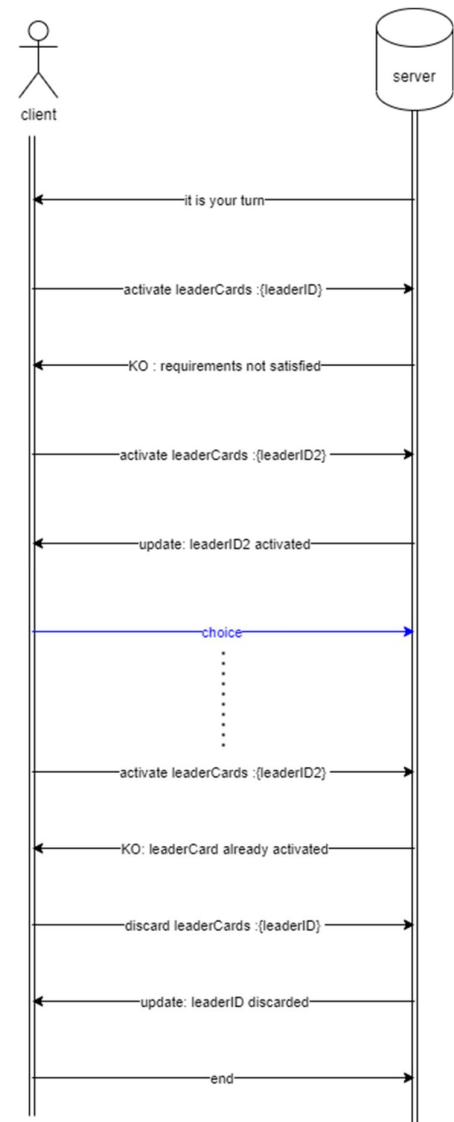 server
client
it is your turn
activate leaderCards :{leaderID}
KO : requirements not satisfied
activate leaderCards :{leaderID2}
update: leaderID2 activated
choice
activate leaderCards :{leaderID2}
KO: leaderCard already activated
discard leaderCards :{leaderID}
update: leaderID discarded
end